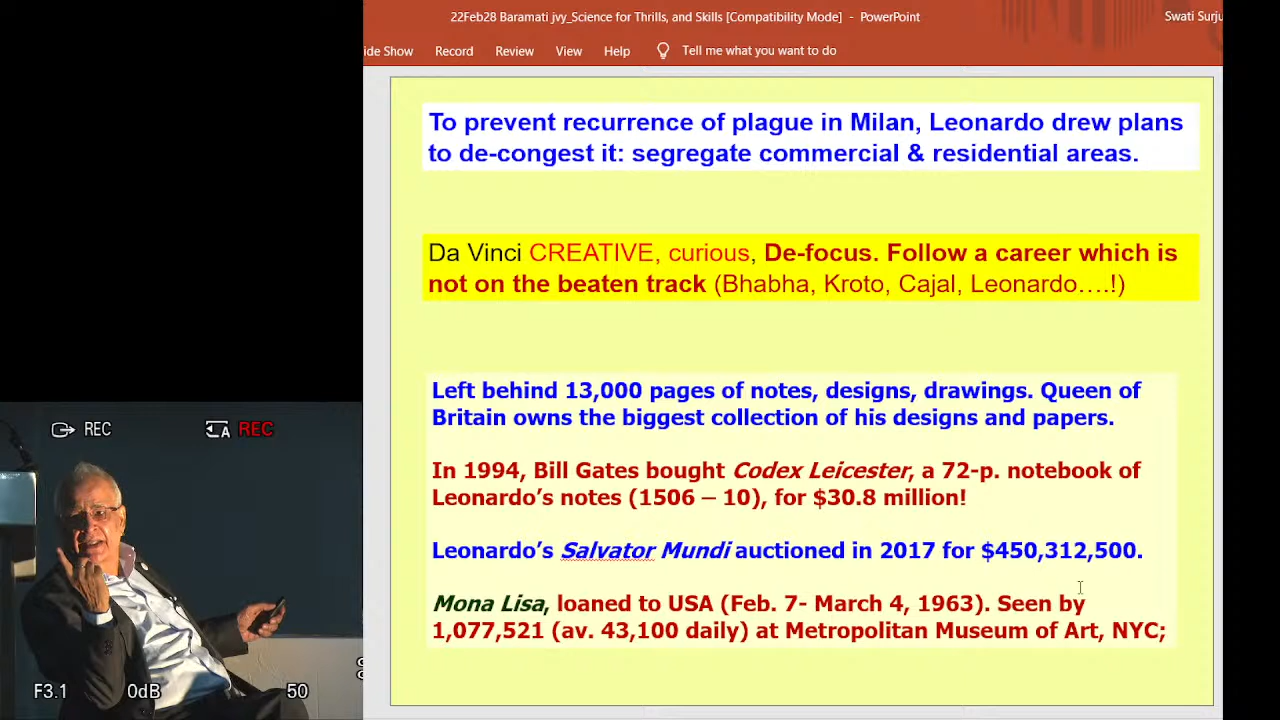 22Feb28 Baramati jvy_Science for Thrills, and Skills [Compatibility Mode] - PowerPoint
Swati Surju
ide Show Record Review View Help Tell me what you want to do
To prevent recurrence of plague in Milan, Leonardo drew plans
to de-congest it: segregate commercial & residential areas.
Da Vinci CREATIVE, curious, De-focus. Follow a career which is
not on the beaten track (Bhabha, Kroto, Cajal, Leonardo….!)
Left behind 13,000 pages of notes, designs, drawings. Queen of
Britain owns the biggest collection of his designs and papers.
In 1994, Bill Gates bought Codex Leicester, a 72-p. notebook of
Leonardo’s notes (1506 – 10), for $30.8 million!
Leonardo’s Salvator Mundi auctioned in 2017 for $450,312,500.
Mona Lisa, loaned to USA (Feb. 7- March 4, 1963). Seen by
1,077,521 (av. 43,100 daily) at Metropolitan Museum of Art, NYC;
REC A REC
F3.1 0dB 50